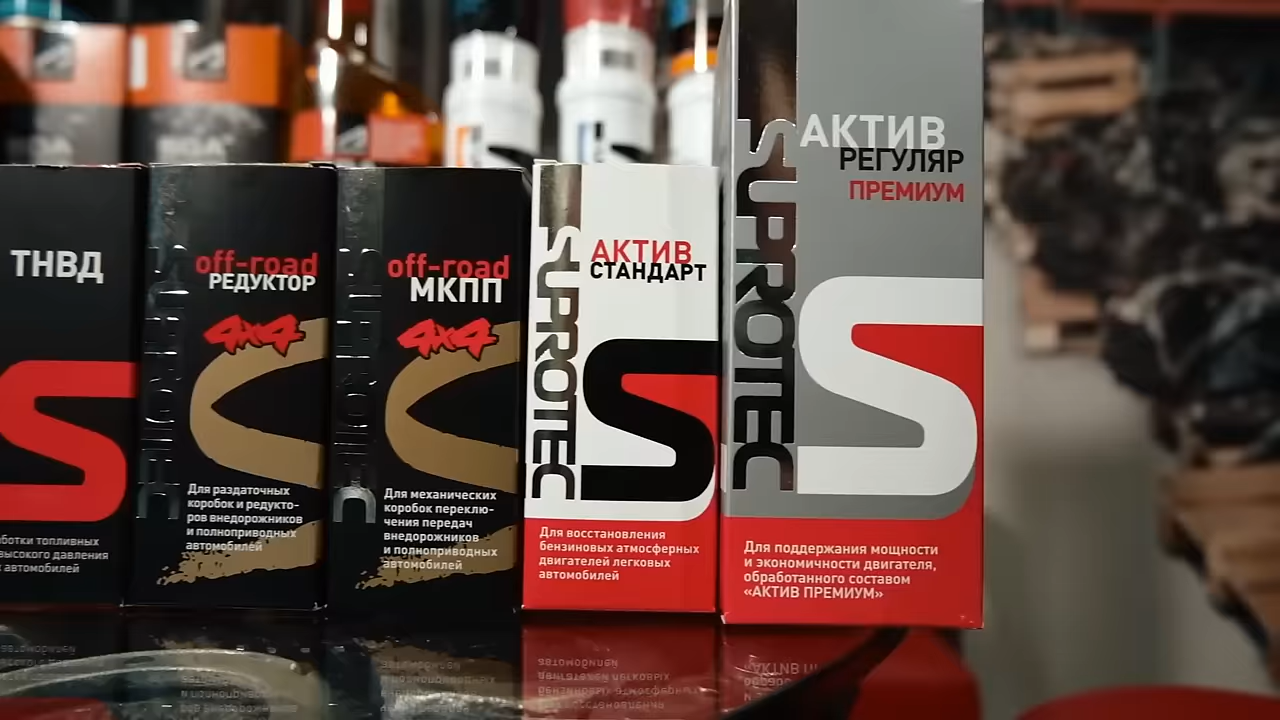 ТНВД
ботки топливных
высокого давления
автомобилей
off-road
РЕДУКТОР
4x4
Для раздаточных
коробок и редукто-
ров внедорожников
и полноприводных
автомобилей
off-road
МКПП
4x4
Для механических
коробок переклю-
чения передач
внедорожников
и полноприводных
автомобилей
SUPROTEC
АКТИВ
СТАНДАРТ
Для восстановления
бензиновых атмосферных
двигателей легковых
автомобилей
SUPROTEC
АКТИВ
РЕГУЛЯР
ПРЕМИУМ
Для поддержания мощности
и экономичности двигателя,
обработанного составом
«АКТИВ ПРЕМИУМ»